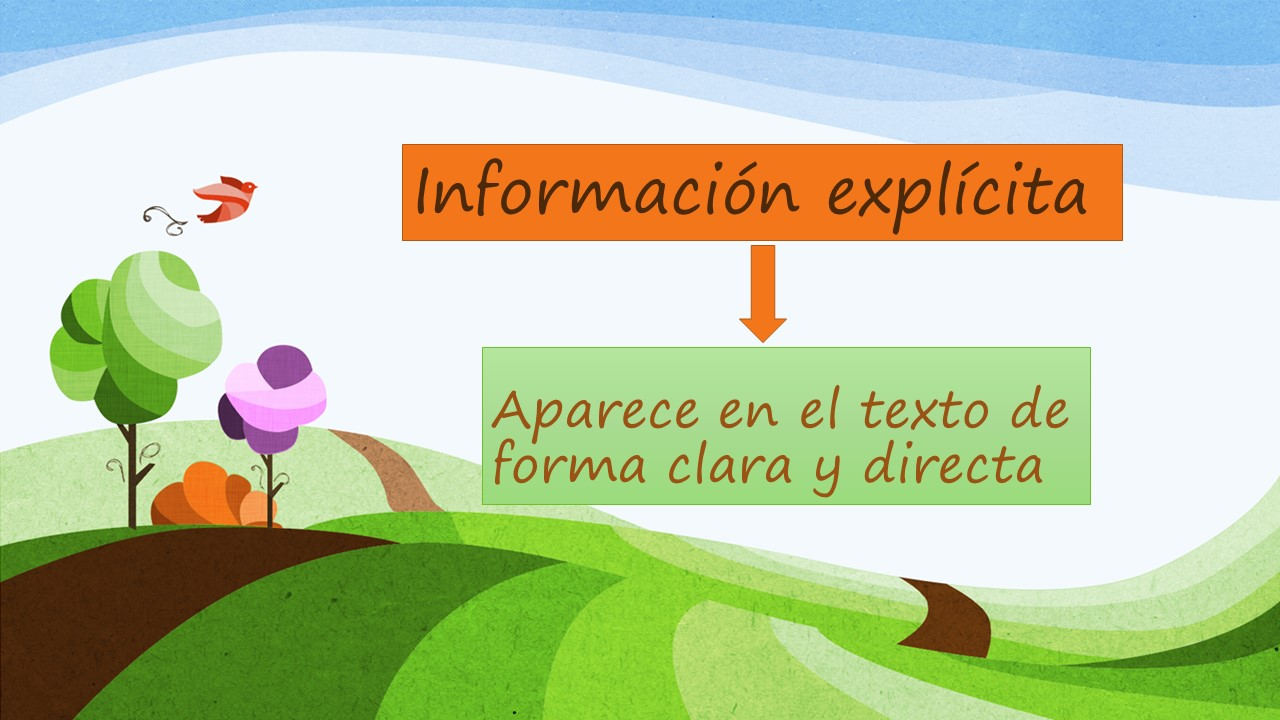 Información explícita
Aparece en el texto de
forma clara y directa